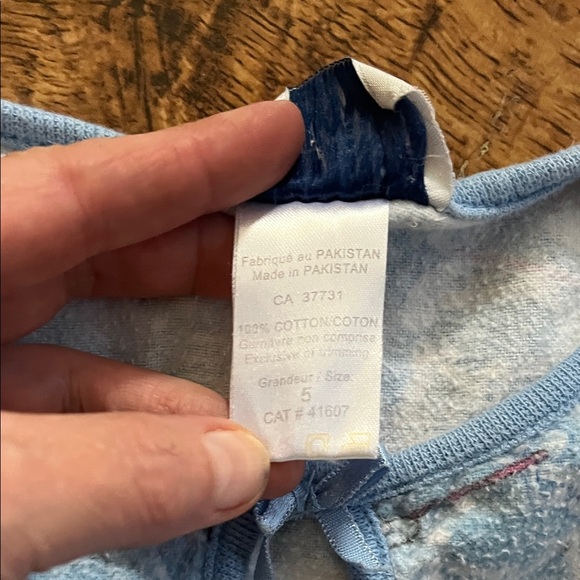 Fabriqué au PAKISTAN
Made in PAKISTAN
CA 37731
100% COTTON/COTON
Garniture non comprise
Exclusive of trimming
Grandeur / Size:
5
CAT # 41607